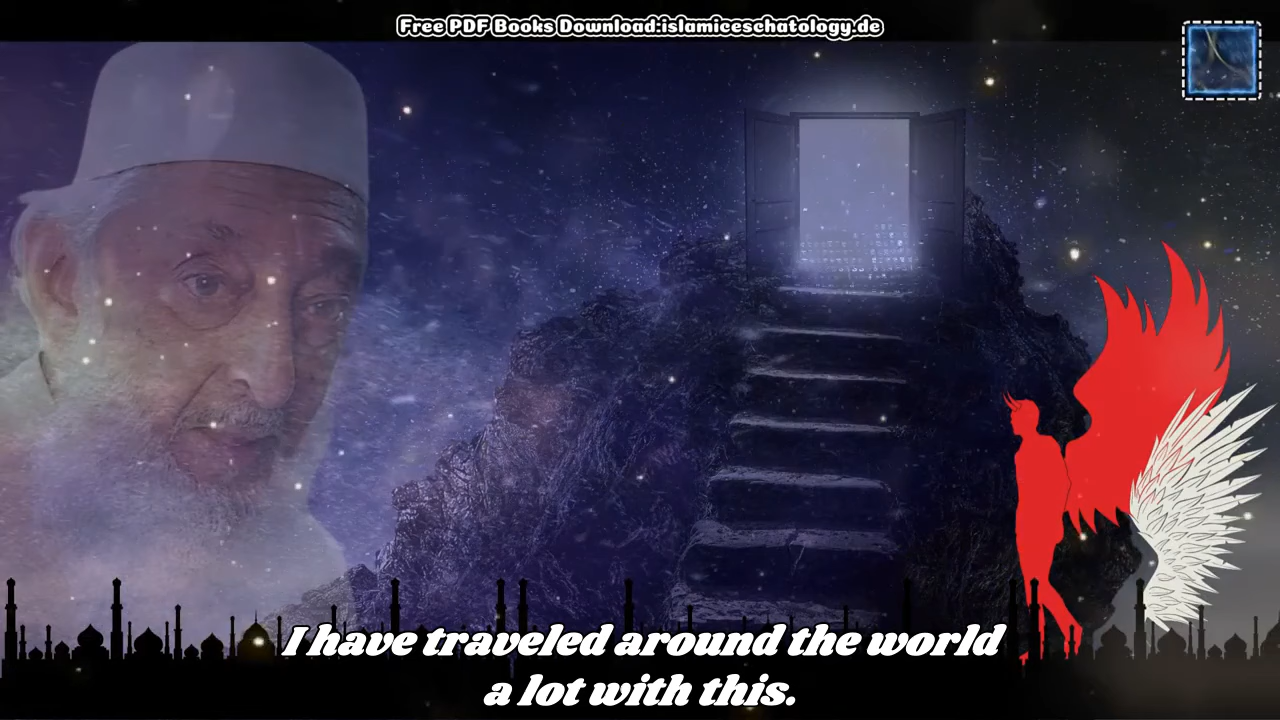 Free PDF Books Download:islamiceschatology.de
I have traveled around the world
a lot with this.